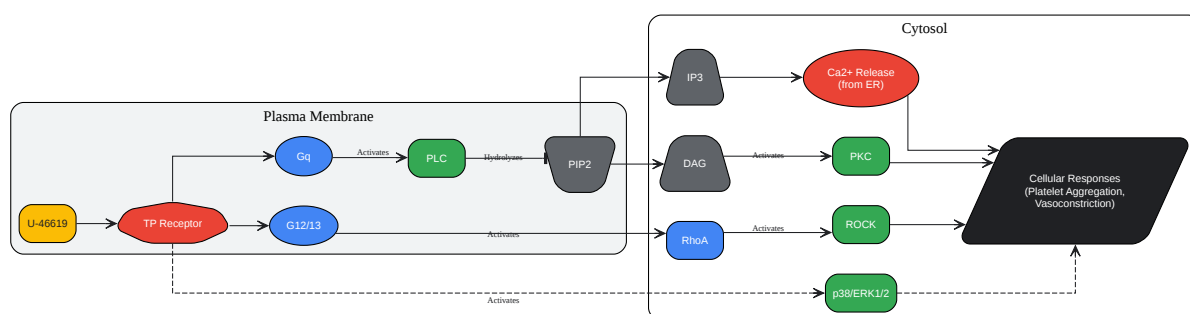 Cytosol
Plasma Membrane
IP3
Ca2+ Release
(from ER)
Gq
Activates
PLC
Hydrolyzes
PIP2
DAG
Activates
PKC
Cellular Responses
(Platelet Aggregation,
Vasoconstriction)
U-46619
TP Receptor
G12/13
Activates
RhoA
Activates
ROCK
Activates
p38/ERK1/2